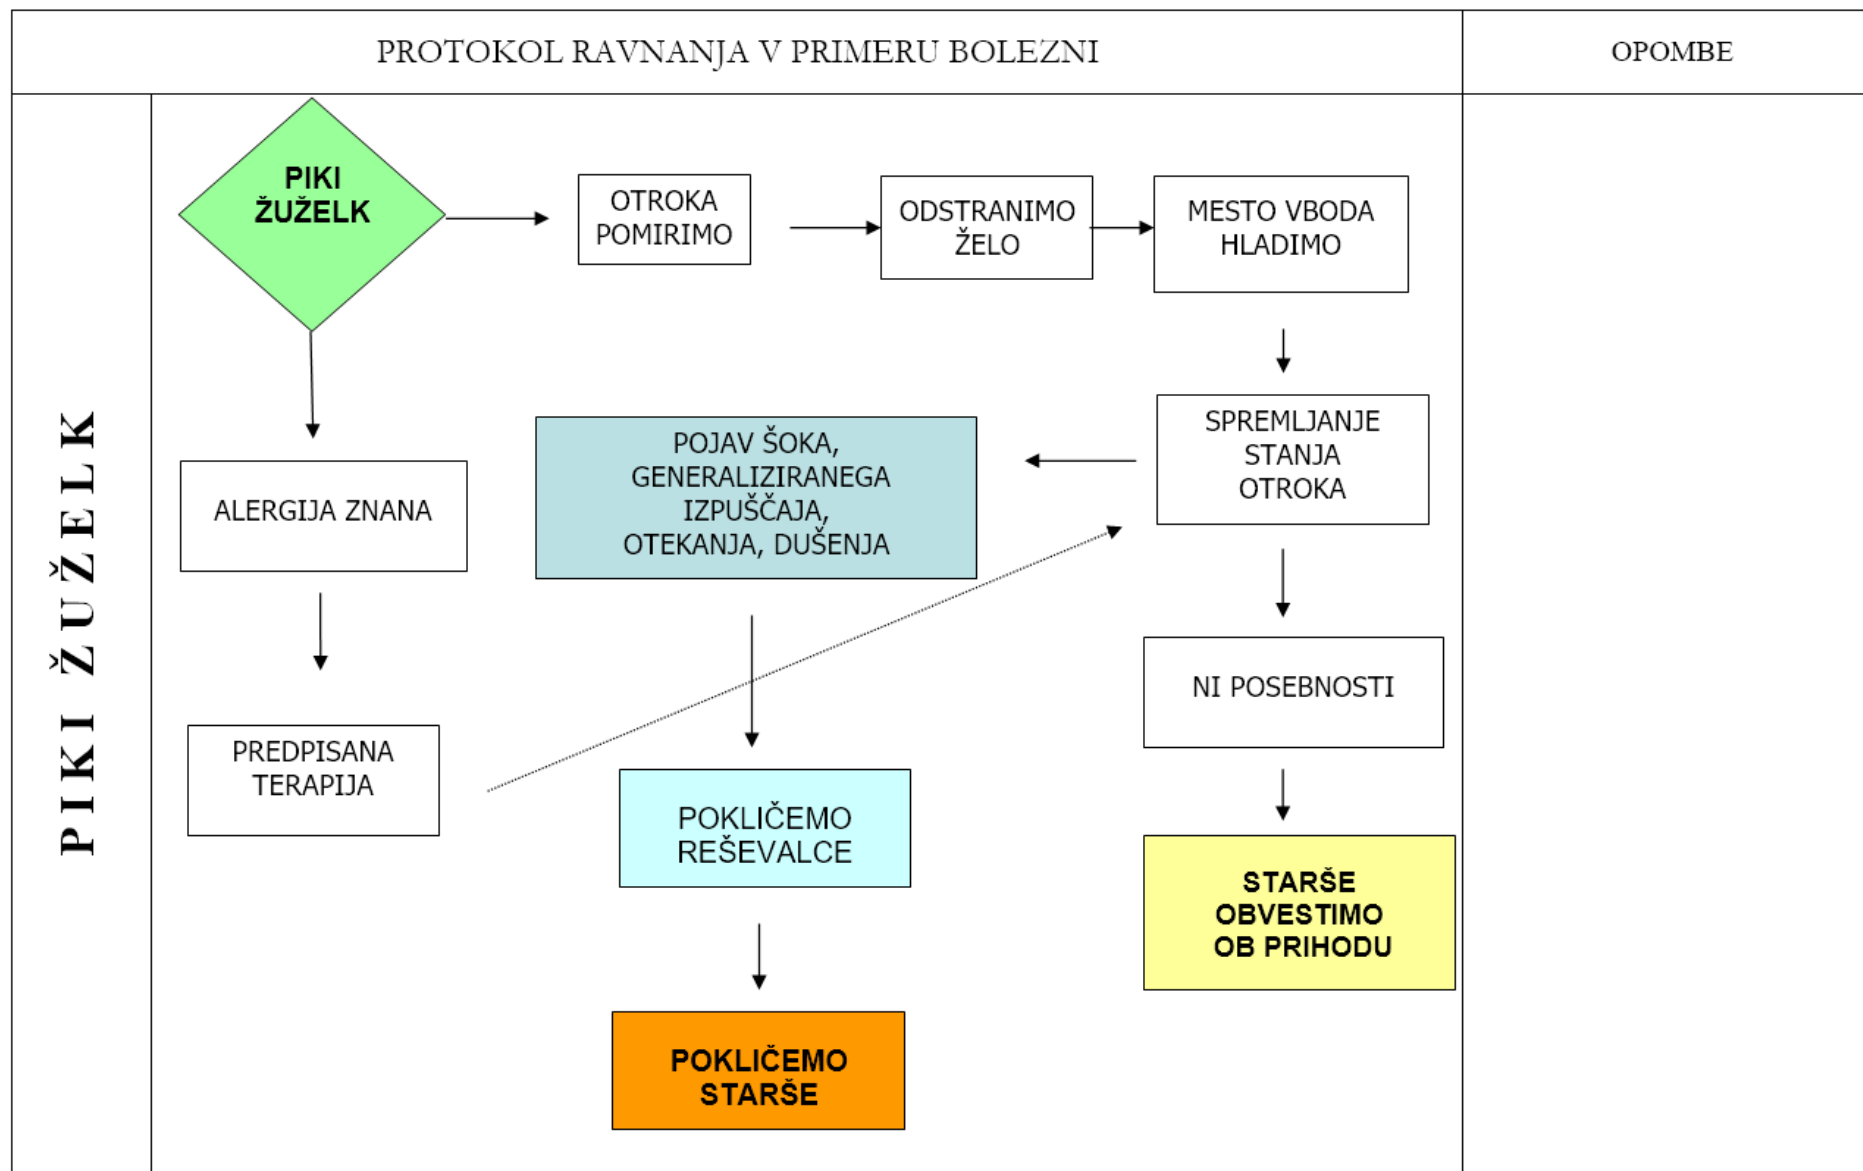 PROTOKOL RAVNANJA V PRIMERU BOLEZNI
OPOMBE
PIKI ŽUŽELK
PIKI
ŽUŽELK
OTROKA
POMIRIMO
ODSTRANIMO
ŽELO
MESTO VBODA
HLADIMO
ALERGIJA ZNANA
POJAV ŠOKA,
GENERALIZIRANEGA
IZPUŠČAJA,
OTEKANJA, DUŠENJA
SPREMLJANJE
STANJA
OTROKA
PREDPISANA
TERAPIJA
NI POSEBNOSTI
POKLIČEMO
REŠEVALCE
STARŠE
OBVESTIMO
OB PRIHODU
POKLIČEMO
STARŠE